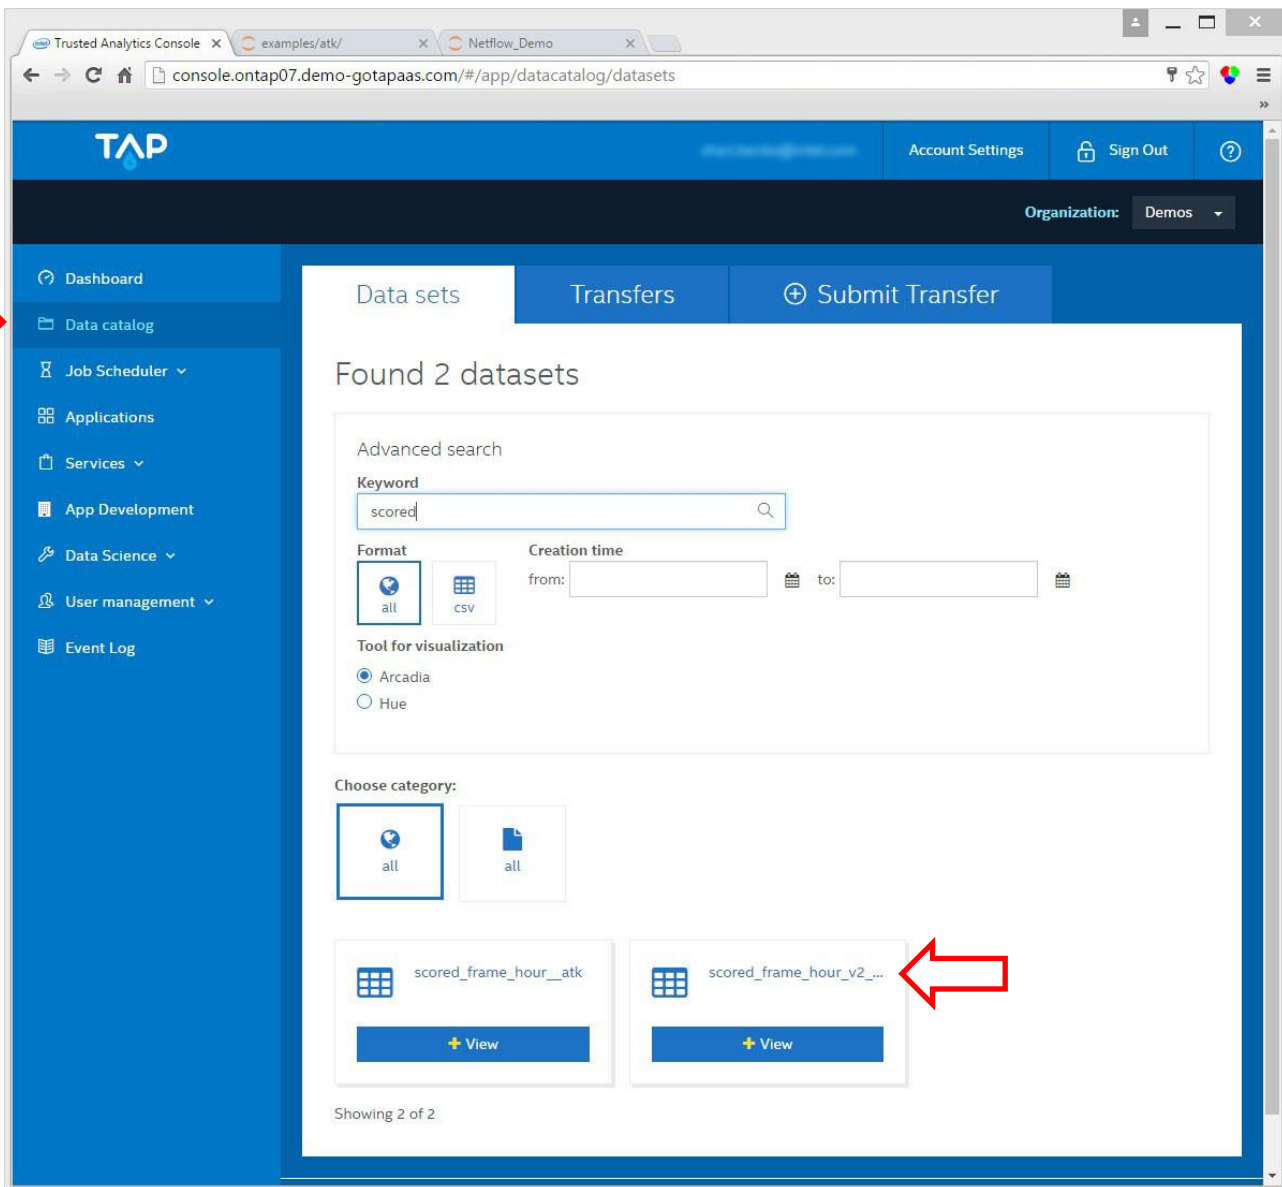 Trusted Analytics Console
examples/atk/
Netflow_Demo
console.ontap07.demo-gotapaas.com/#/app/datacatalog/datasets
TAP
Account Settings
Sign Out
Organization: Demos
Dashboard
Data catalog
Job Scheduler
Applications
Services
App Development
Data Science
User management
Event Log
Data sets
Transfers
Submit Transfer
Found 2 datasets
Advanced search
Keyword
scored
Format
all
csv
Creation time
from:
to:
Tool for visualization
Arcadia
Hue
Choose category:
all
all
scored_frame_hour__atk
+ View
scored_frame_hour_v2_...
+ View
Showing 2 of 2